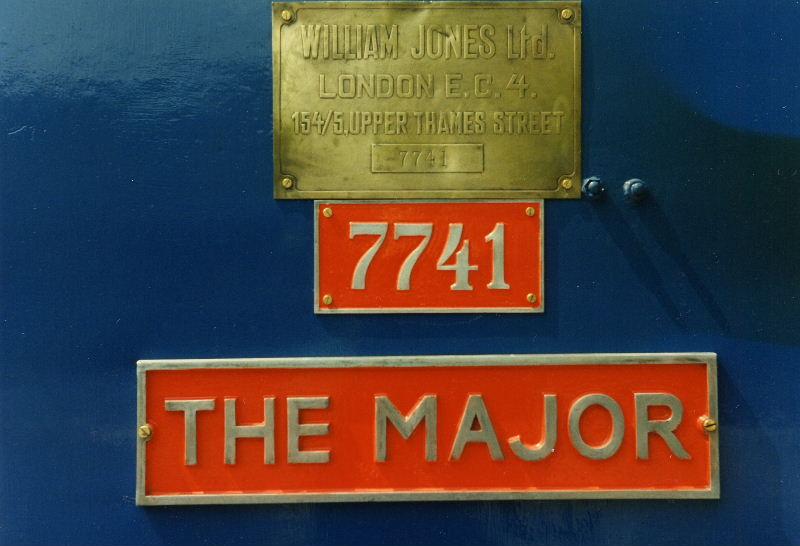 WILLIAM JONES Ltd.
LONDON E.C.4.
154/5,UPPER THAMES STREET
7741
7741
THE MAJOR